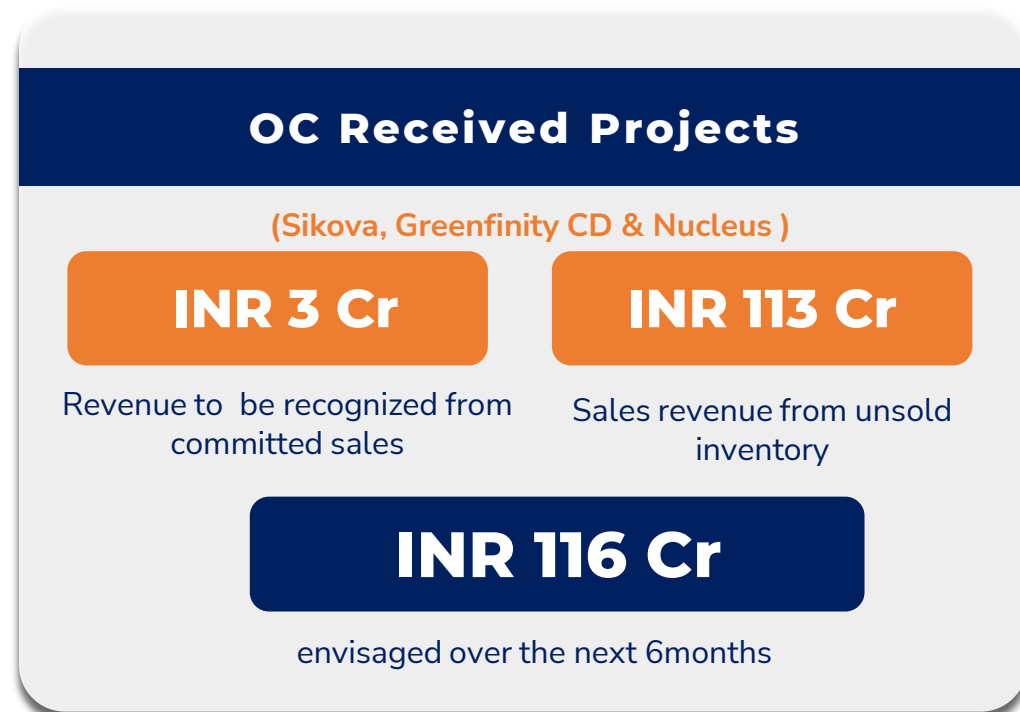 OC Received Projects
(Sikova, Greenfinity CD & Nucleus )
INR 3 Cr
Revenue to  be recognized from
committed sales
INR 113 Cr
Sales revenue from unsold
inventory
INR 116 Cr
envisaged over the next 6months